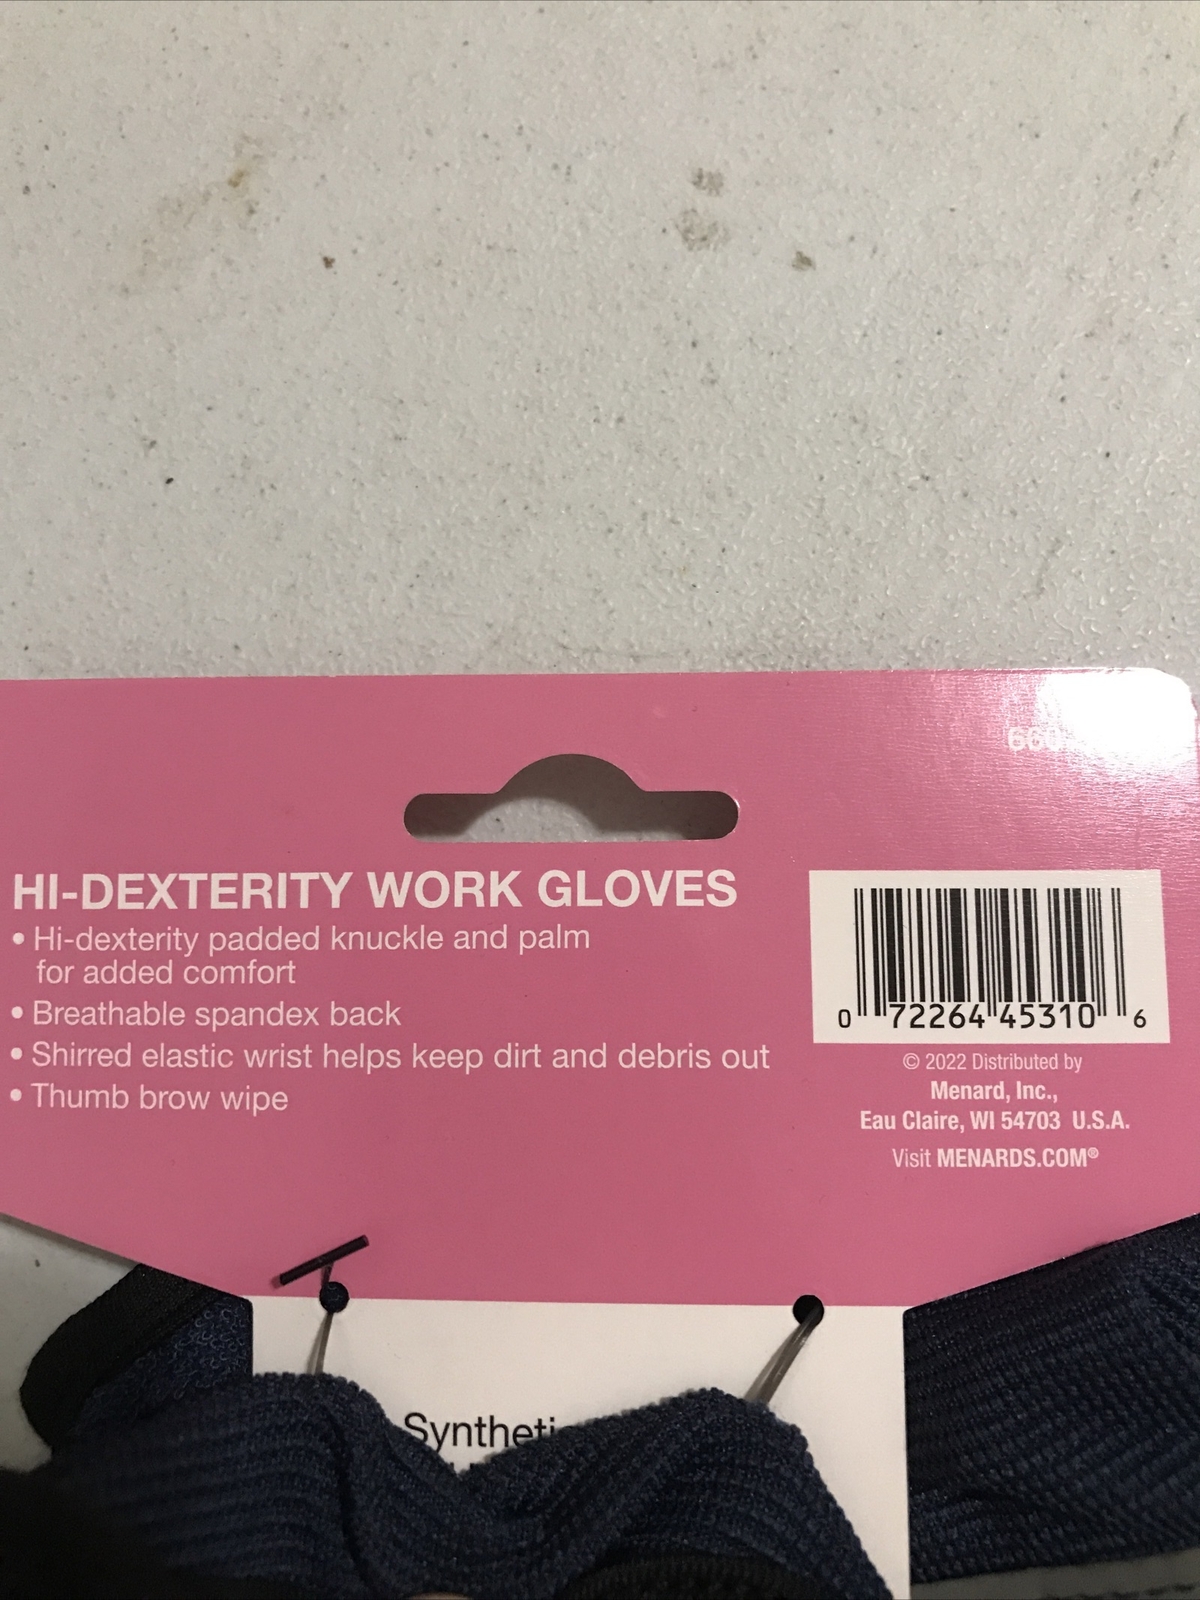 HI-DEXTERITY WORK GLOVES
• Hi-dexterity padded knuckle and palm
for added comfort
• Breathable spandex back
• Shirred elastic wrist helps keep dirt and debris out
• Thumb brow wipe
0 72264 45310 6
© 2022 Distributed by
Menard, Inc.,
Eau Claire, WI 54703 U.S.A.
Visit MENARDS.COM®